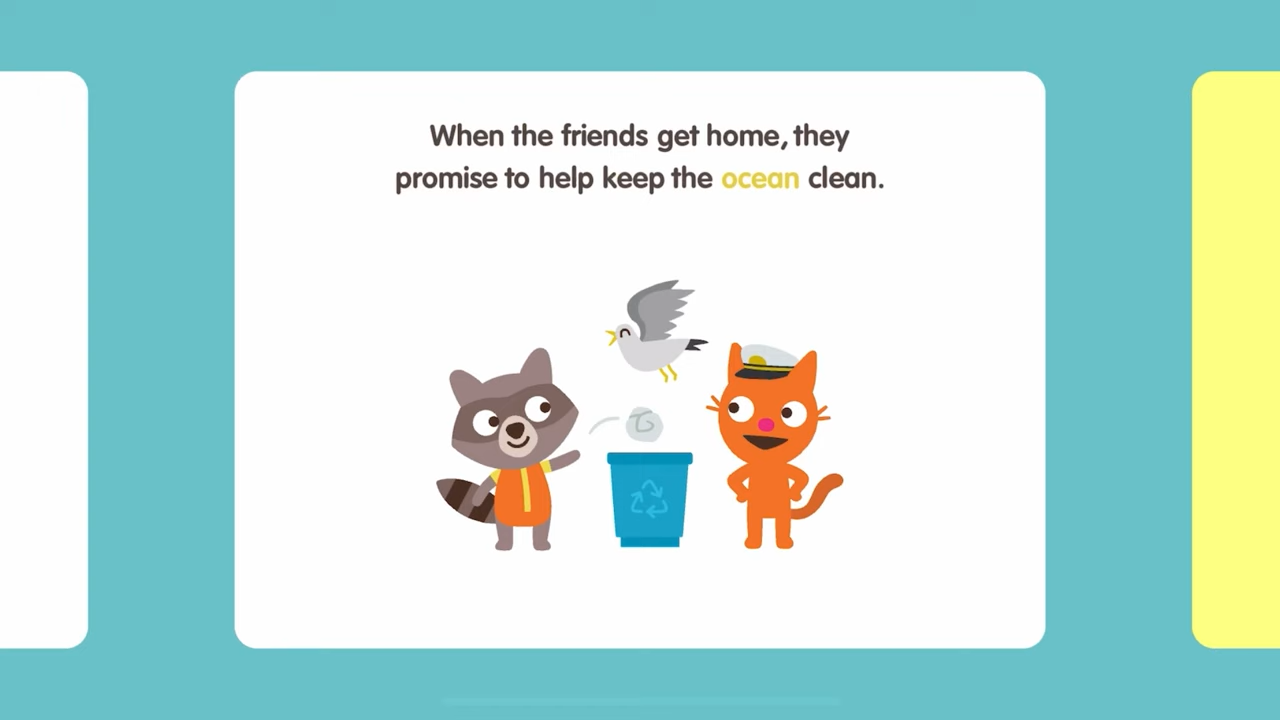 When the friends get home, they
promise to help keep the ocean clean.